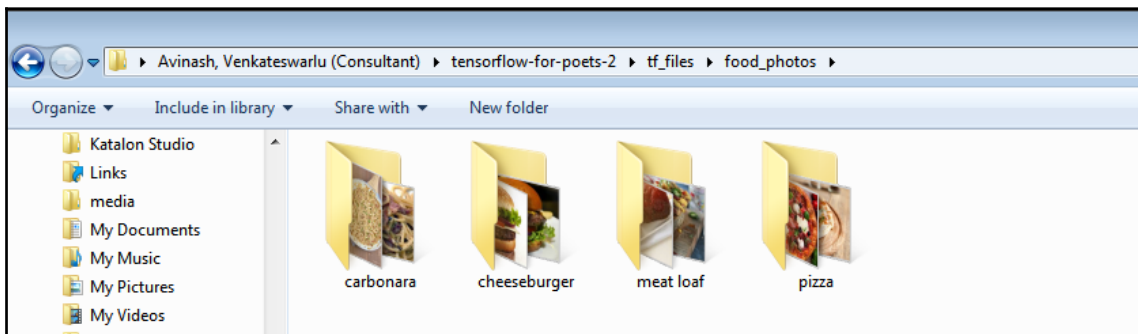 Avinash, Venkateswarlu (Consultant) tensorflow-for-poets-2 tf_files food_photos
Organize Include in library Share with New folder
Katalon Studio
Links
media
My Documents
My Music
My Pictures
My Videos
carbonara cheeseburger meat loaf pizza